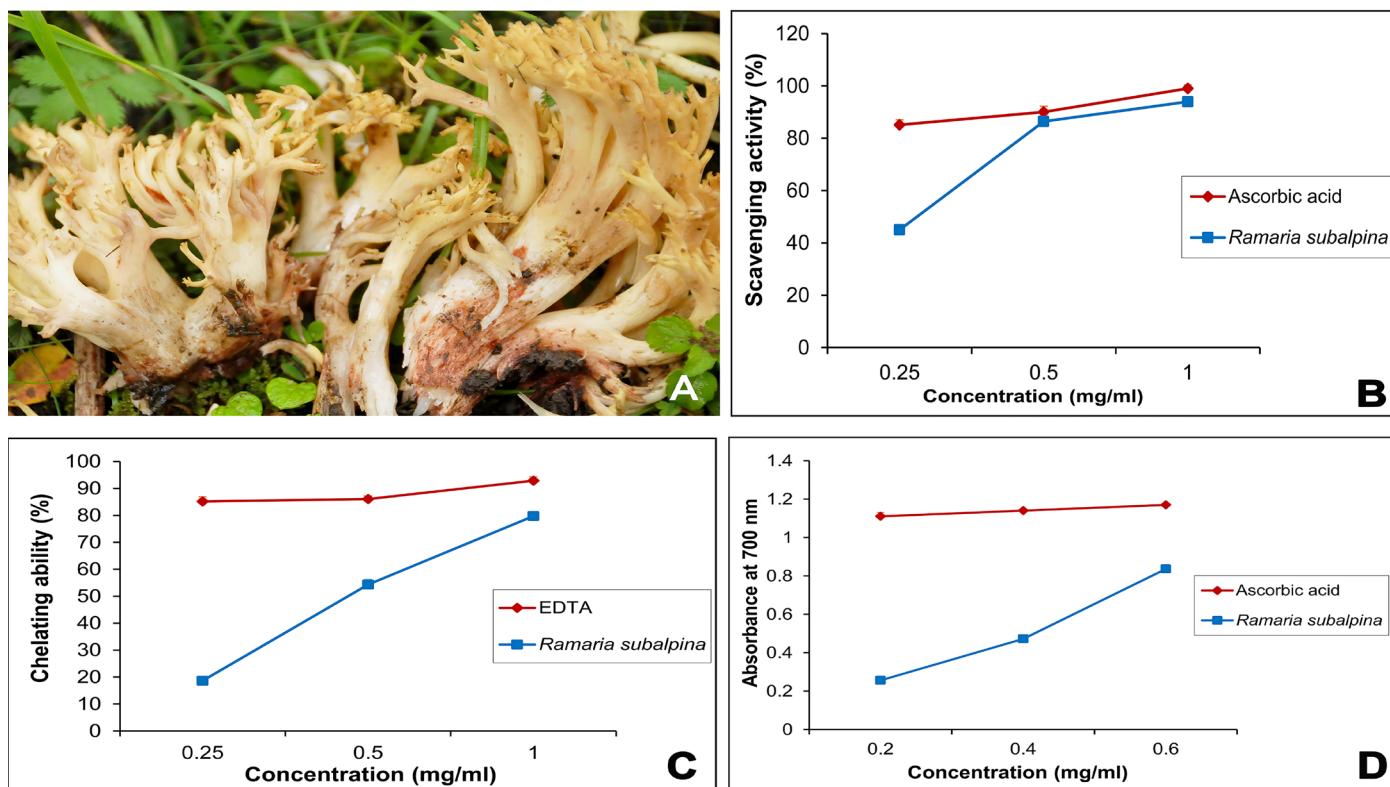 A
Scavenging activity (%)
120
100
80
60
40
20
0
0.25 0.5 1
Concentration (mg/ml)
Ascorbic acid
Ramaria subalpina
B
Chelating ability (%)
100
90
80
70
60
50
40
30
20
10
0
0.25 0.5 1
Concentration (mg/ml)
EDTA
Ramaria subalpina
C
Absorbance at 700 nm
1.4
1.2
1
0.8
0.6
0.4
0.2
0
0.2 0.4 0.6
Concentration (mg/ml)
Ascorbic acid
Ramaria subalpina
D